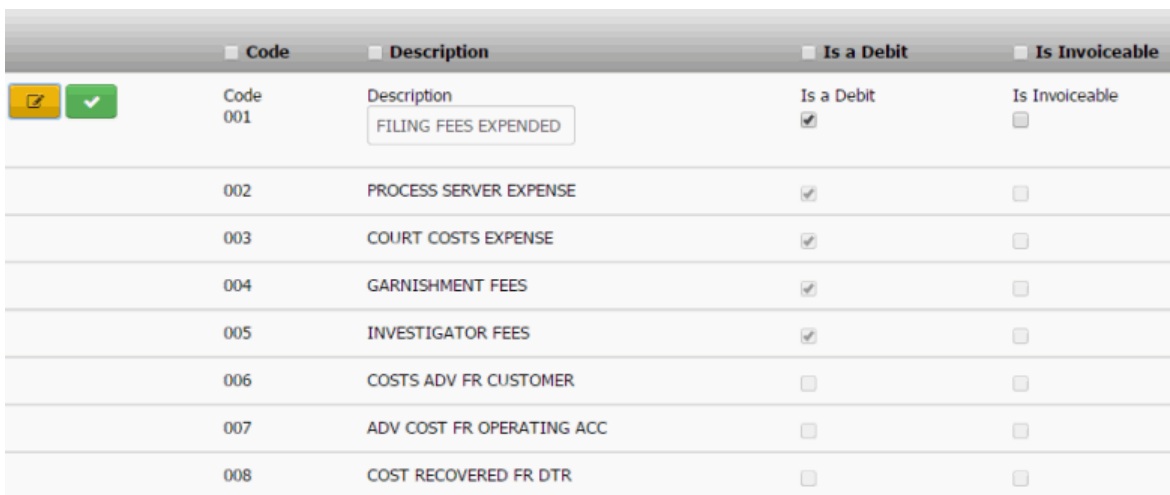 Code Description Is a Debit Is Invoiceable
Code Description Is a Debit Is Invoiceable
001 FILING FEES EXPENDED
002 PROCESS SERVER EXPENSE
003 COURT COSTS EXPENSE
004 GARNISHMENT FEES
005 INVESTIGATOR FEES
006 COSTS ADV FR CUSTOMER
007 ADV COST FR OPERATING ACC
008 COST RECOVERED FR DTR